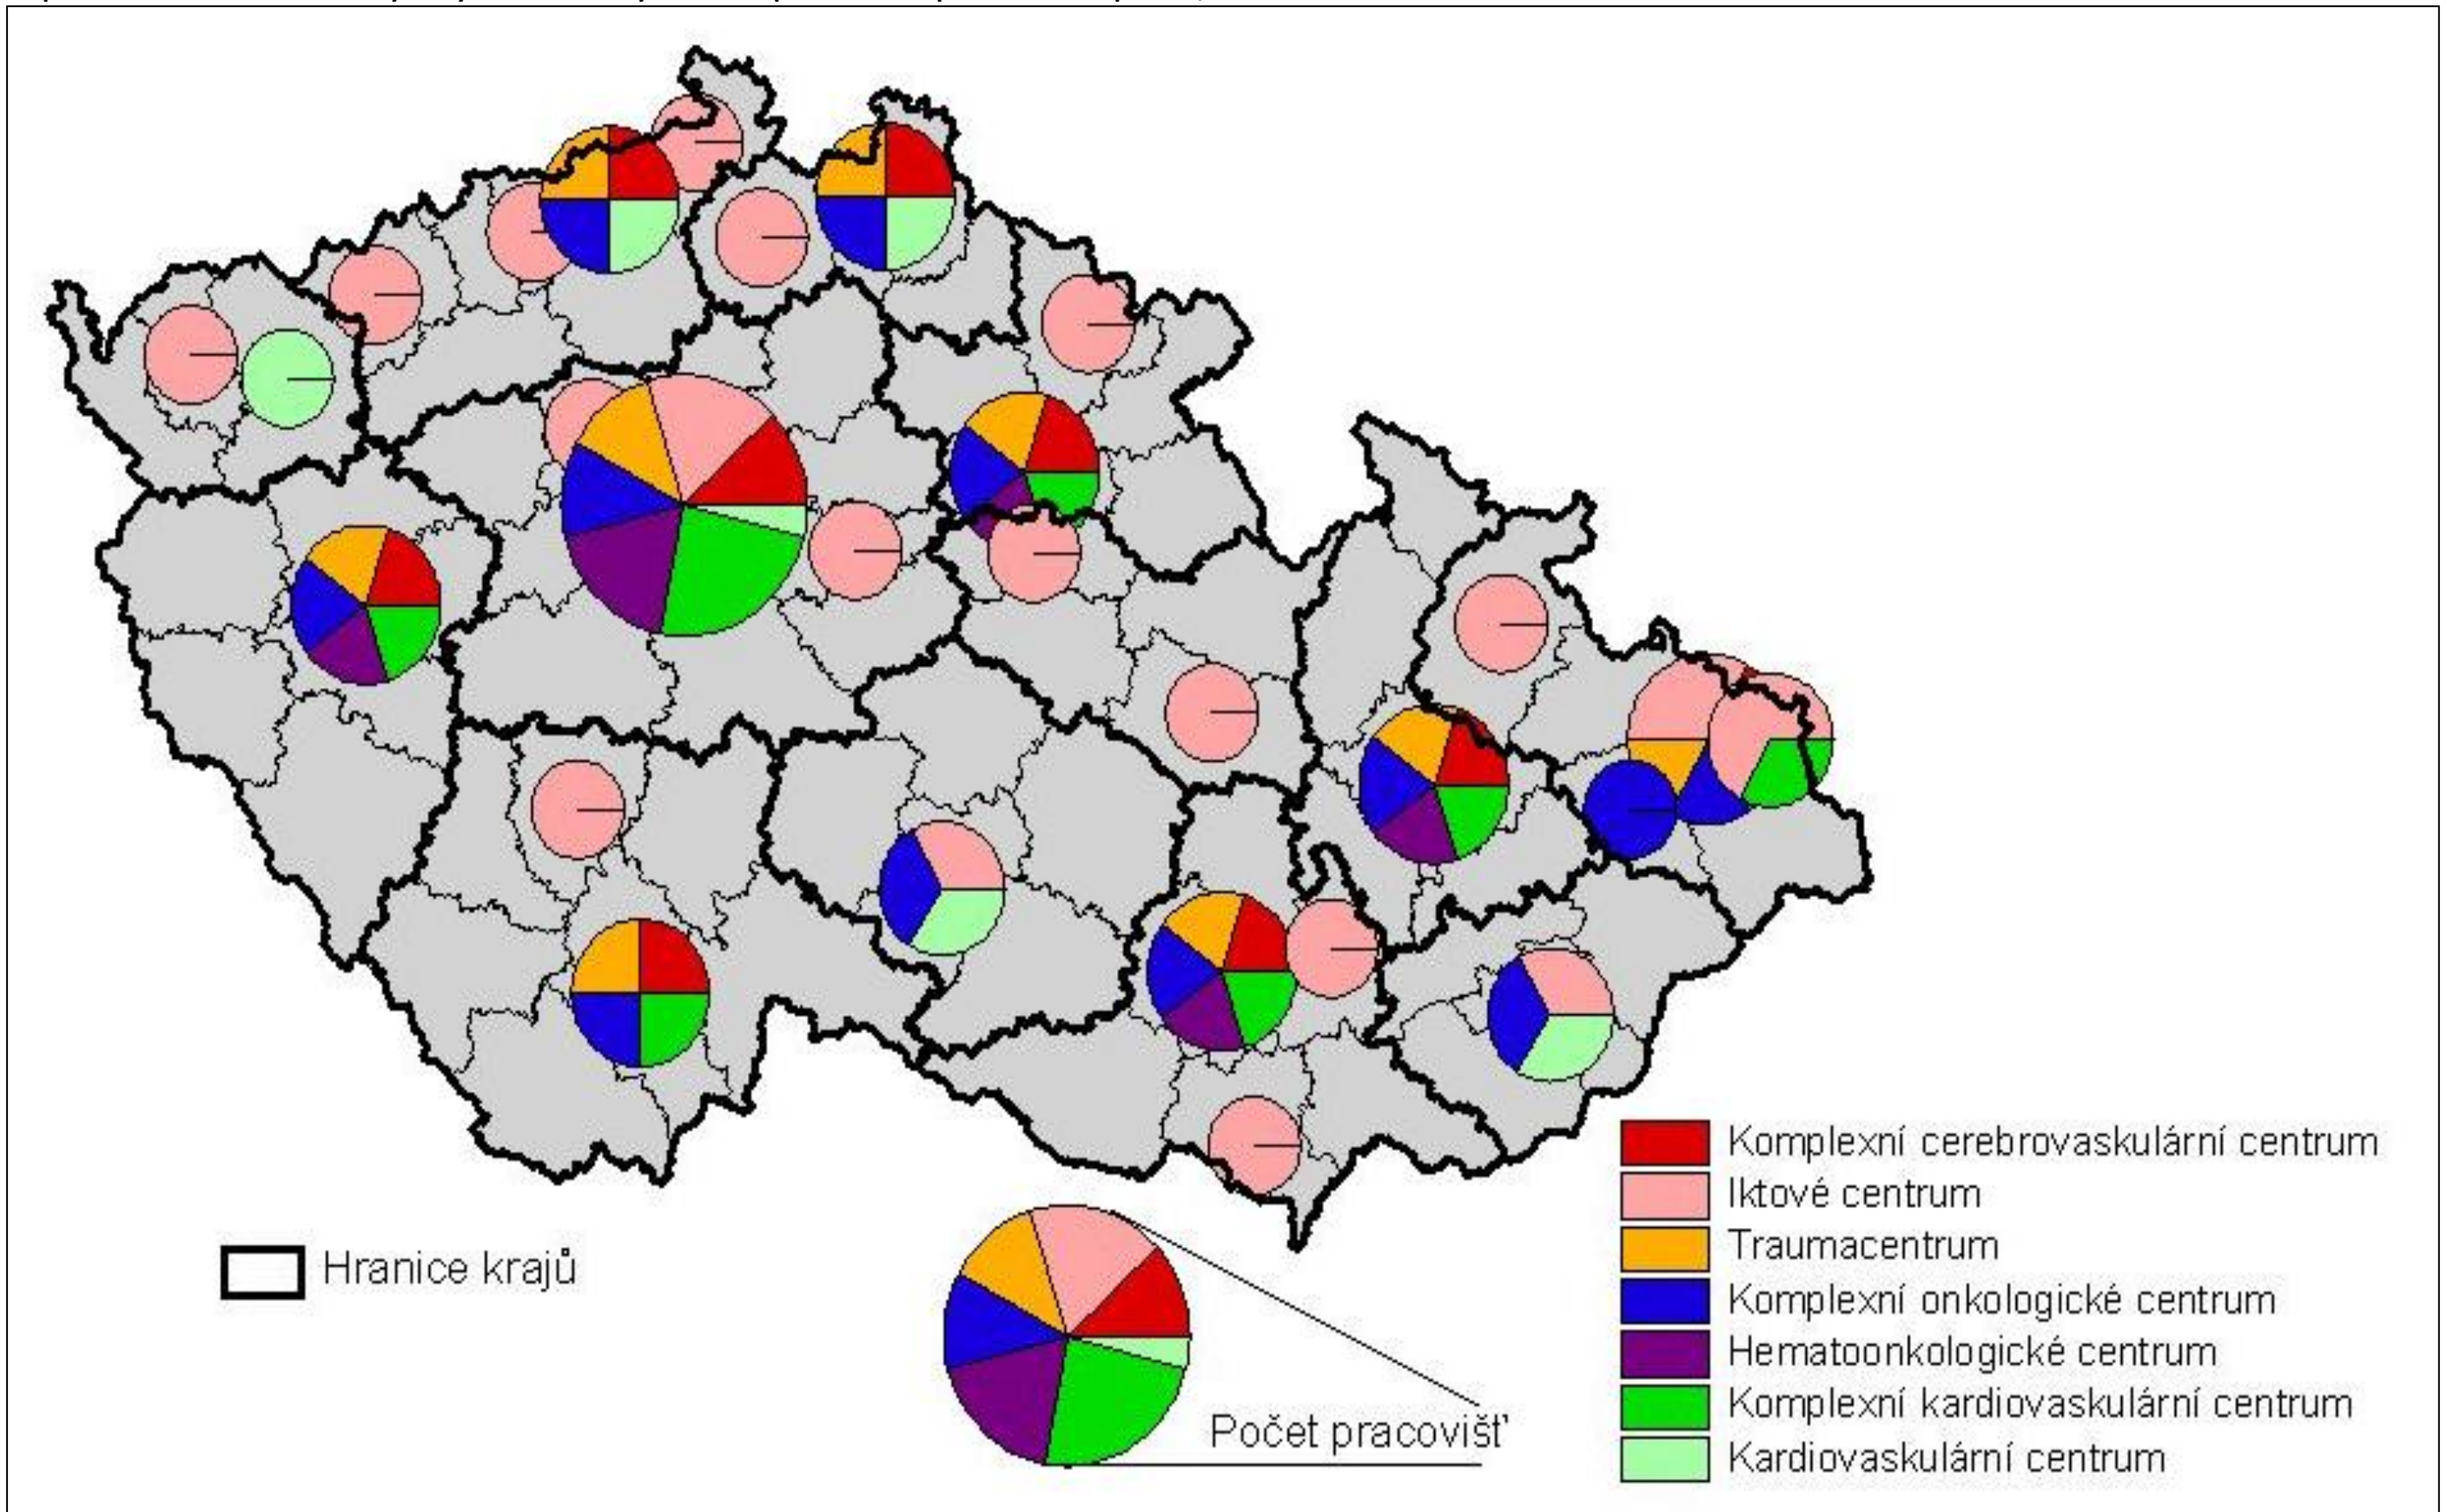 Komplexní cerebrovaskulární centrum
Iktové centrum
Traumacentrum
Komplexní onkologické centrum
Hematoonkologické centrum
Komplexní kardiovaskulární centrum
Kardiovaskulární centrum
Hranice krajů
Počet pracovišť